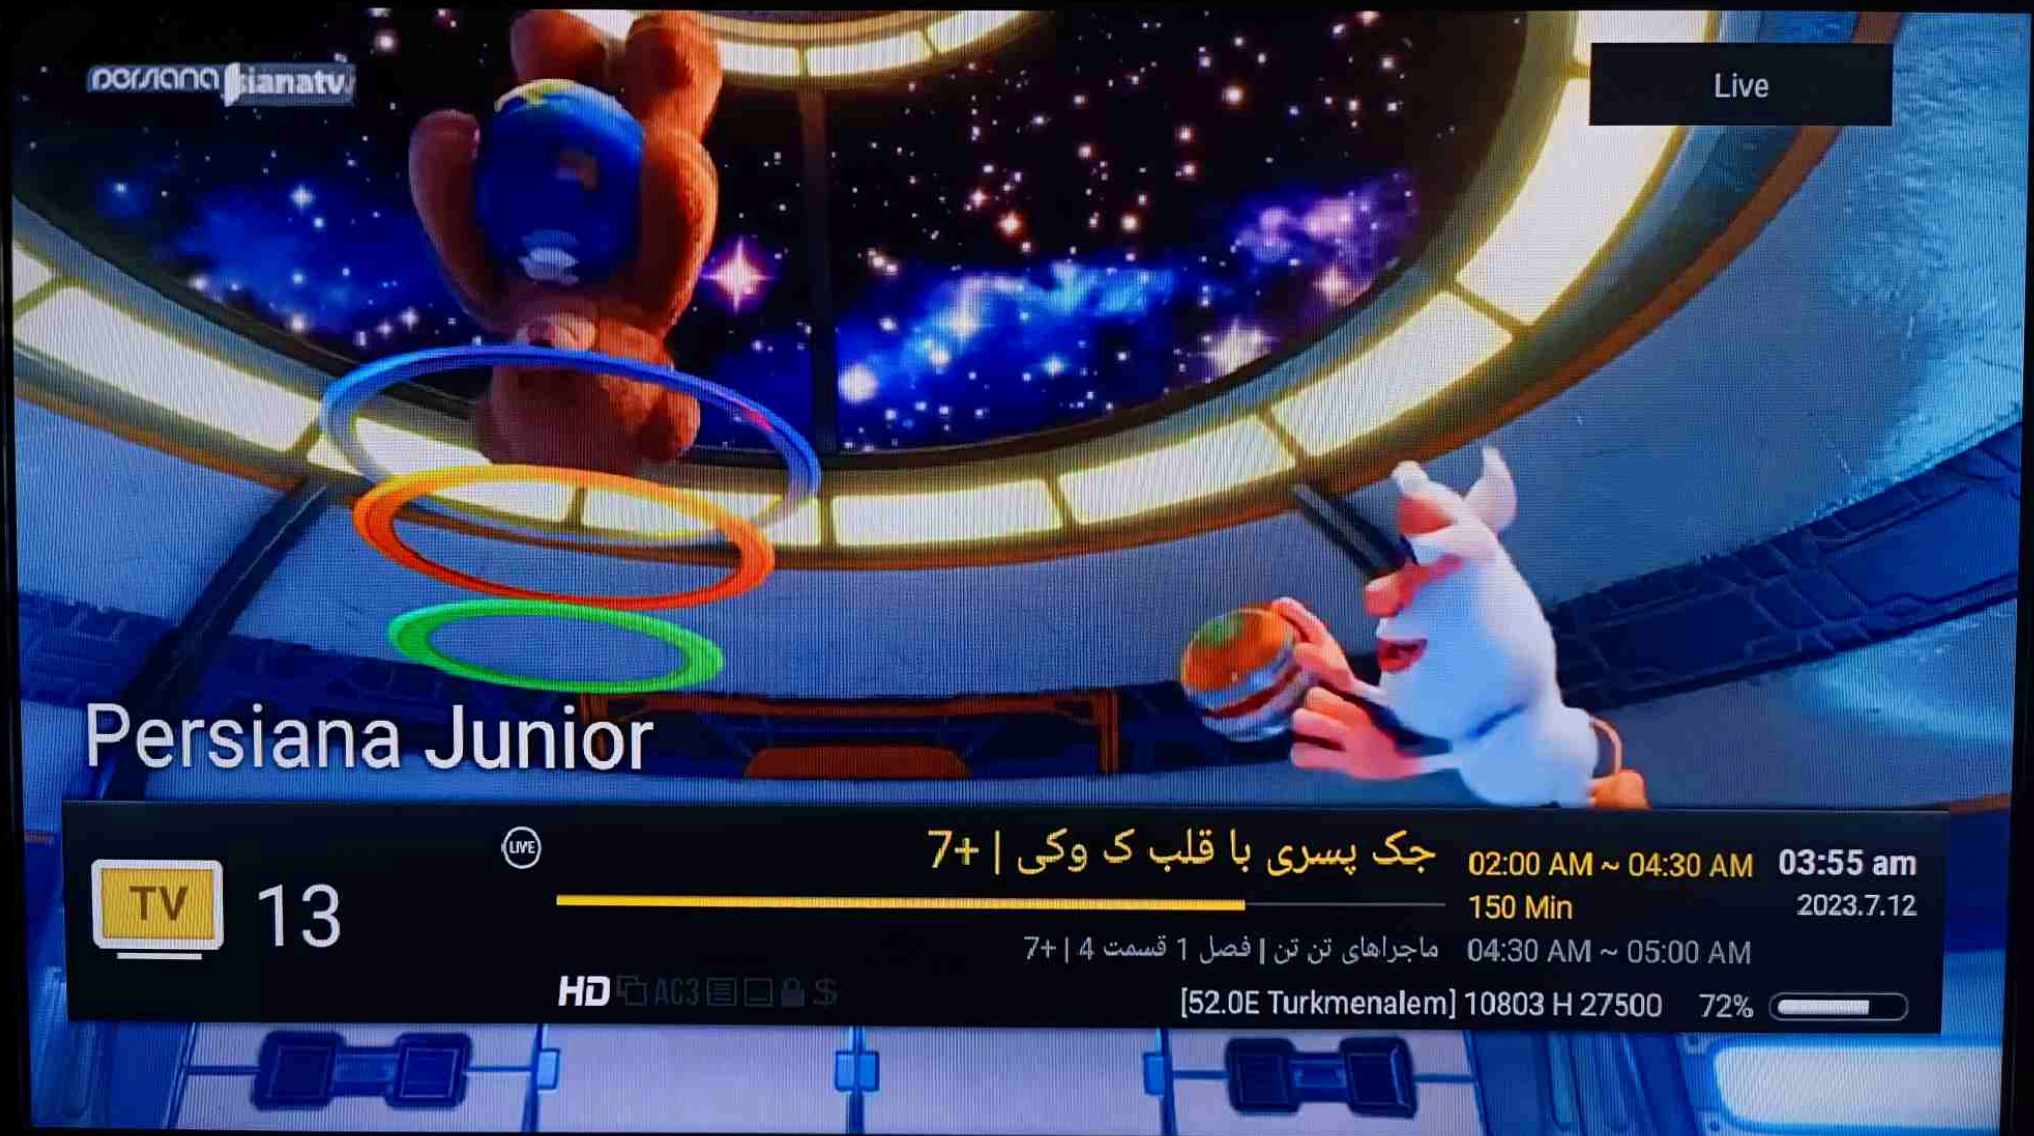 persiana sianatv
Live
Persiana Junior
LIVE
جک پسری با قلب ک وکی | +7
02:00 AM ~ 04:30 AM
03:55 am
TV
13
150 Min
2023.7.12
ماجراهای تن تن | فصل 1 قسمت 4 | +7
04:30 AM ~ 05:00 AM
HD AC3 $
[52.0E Turkmenalem] 10803 H 27500 72%